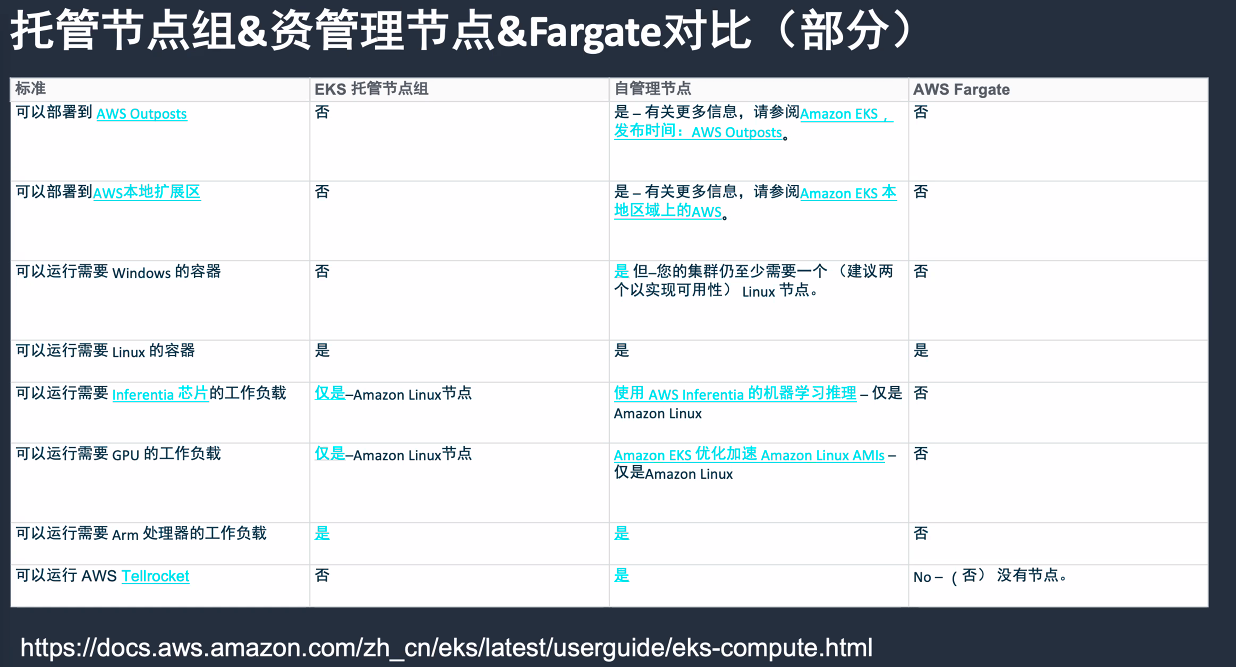 托管节点组&资管理节点&Fargate对比（部分）
标准 EKS 托管节点组 自管理节点 AWS Fargate
可以部署到 AWS Outposts
否
是 – 有关更多信息，请参阅Amazon EKS，
发布时间：AWS Outposts。
否
可以部署到AWS本地扩展区
否
是 – 有关更多信息，请参阅Amazon EKS 本
地区域上的AWS。
否
可以运行需要 Windows 的容器
否
是 但–您的集群仍至少需要一个 （建议两
个以实现可用性） Linux 节点。
否
可以运行需要 Linux 的容器
是
是
是
可以运行需要 Inferentia 芯片的工作负载
仅是–Amazon Linux节点
使用 AWS Inferentia 的机器学习推理 – 仅是
Amazon Linux
否
可以运行需要 GPU 的工作负载
仅是–Amazon Linux节点
Amazon EKS 优化加速 Amazon Linux AMIs –
仅是Amazon Linux
否
可以运行需要 Arm 处理器的工作负载
是
是
否
可以运行 AWS Tellrocket
否
是
No – （否） 没有节点。
https://docs.aws.amazon.com/zh_cn/eks/latest/userguide/eks-compute.html